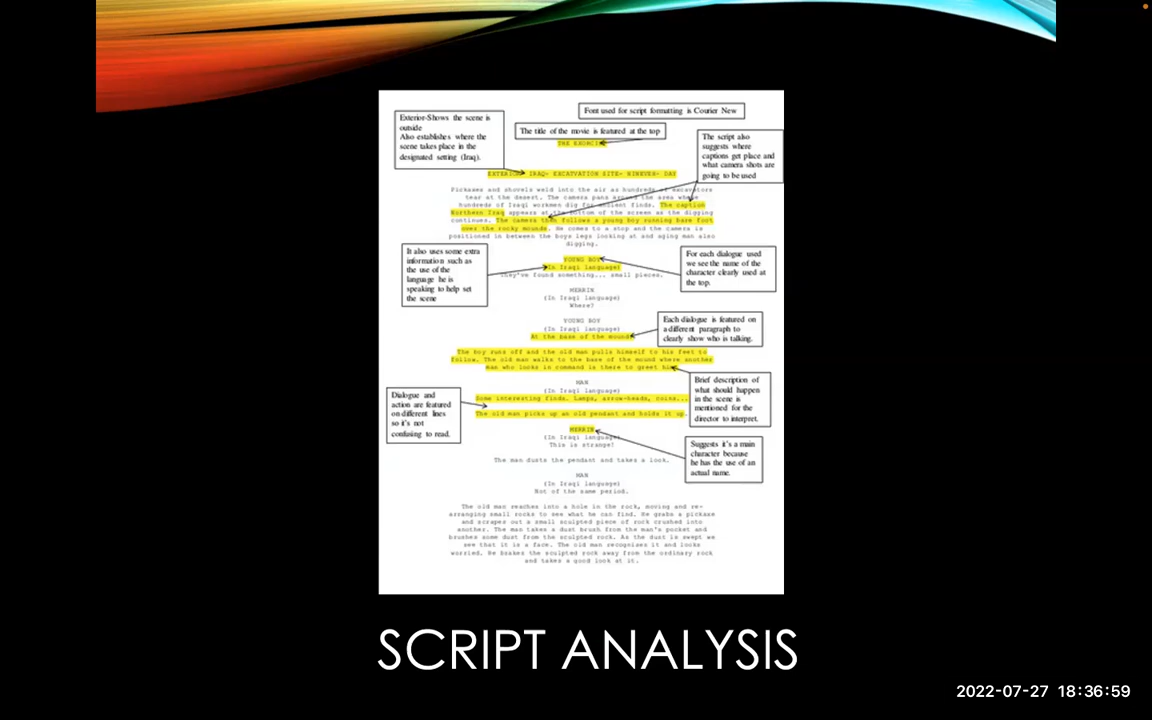 Font used for script formatting is Courier New
Exterior-Shows the scene is
outside
Also establishes where the
scene takes place in the
designated setting (Iraq).
The title of the movie is featured at the top
The script also
suggests where
captions get place and
what camera shots are
going to be used
THE EXORCIS
EXTERIOR- IRAQ- EXCATVATION SITE- NINEVEH- DAY
Pickaxes and shovels weld into the air as hundreds of excavators
tear at the desert. The camera pans around the area where
hundreds of Iraqi workmen dig for ancient finds. The caption
Northern Iraq appears at the bottom of the screen as the digging
continues. The camera then follows a young boy running bare foot
over the rocky mounds. He comes to a stop and the camera is
positioned in between the boys legs looking at and aging man also
digging.
It also uses some extra
information such as
the use of the
language he is
speaking to help set
the scene
YOUNG BOY
(In Iraqi language)
They've found something... small pieces.
For each dialogue used
we see the name of the
character clearly used at
the top.
MERRIN
(In Iraqi language)
Where?
YOUNG BOY
(In Iraqi language)
At the base of the mound.
Each dialogue is featured on
a different paragraph to
clearly show who is talking.
The boy runs off and the old man pulls himself to his feet to
follow. The old man walks to the base of the mound where another
man who looks in command is there to greet him.
Brief description of
what should happen
in the scene is
mentioned for the
director to interpret.
MAN
(In Iraqi language)
Some interesting finds. Lamps, arrow-heads, coins...
Dialogue and
action are featured
on different lines
so it's not
confusing to read.
The old man picks up an old pendant and holds it up.
MERRIN
(In Iraqi language)
This is strange!
Suggests it's a main
character because
he has the use of an
actual name.
The man dusts the pendant and takes a look.
MAN
(In Iraqi language)
Not of the same period.
The old man reaches into a hole in the rock, moving and re-
arranging small rocks to see what he can find. He grabs a pickaxe
and scrapes out a small sculpted piece of rock crushed into
another. The man takes a dust brush from the man's pocket and
brushes some dust from the sculpted rock. As the dust is swept we
see that it is a face. The old man recognises it and looks
worried. He brakes the sculpted rock away from the ordinary rock
and takes a good look at it.
SCRIPT ANALYSIS
2022-07-27 18:36:59